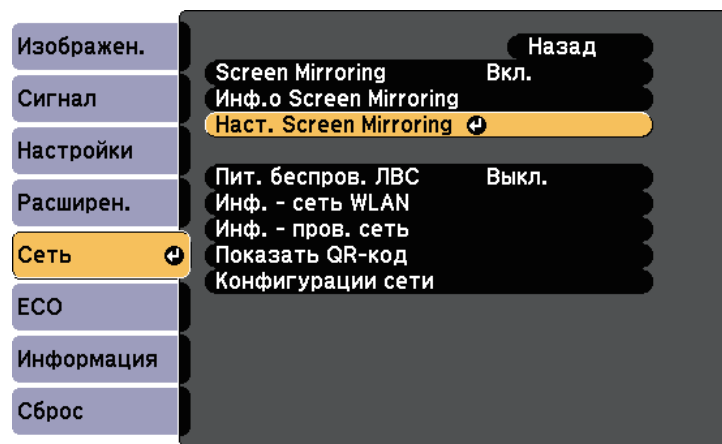 Изображен.
Сигнал
Настройки
Расширен.
Сеть
ECO
Информация
Сброс
Назад
Screen Mirroring Вкл.
Инф.о Screen Mirroring
Наст. Screen Mirroring
Пит. беспров. ЛВС Выкл.
Инф. - сеть WLAN
Инф. - пров. сеть
Показать QR-код
Конфигурации сети